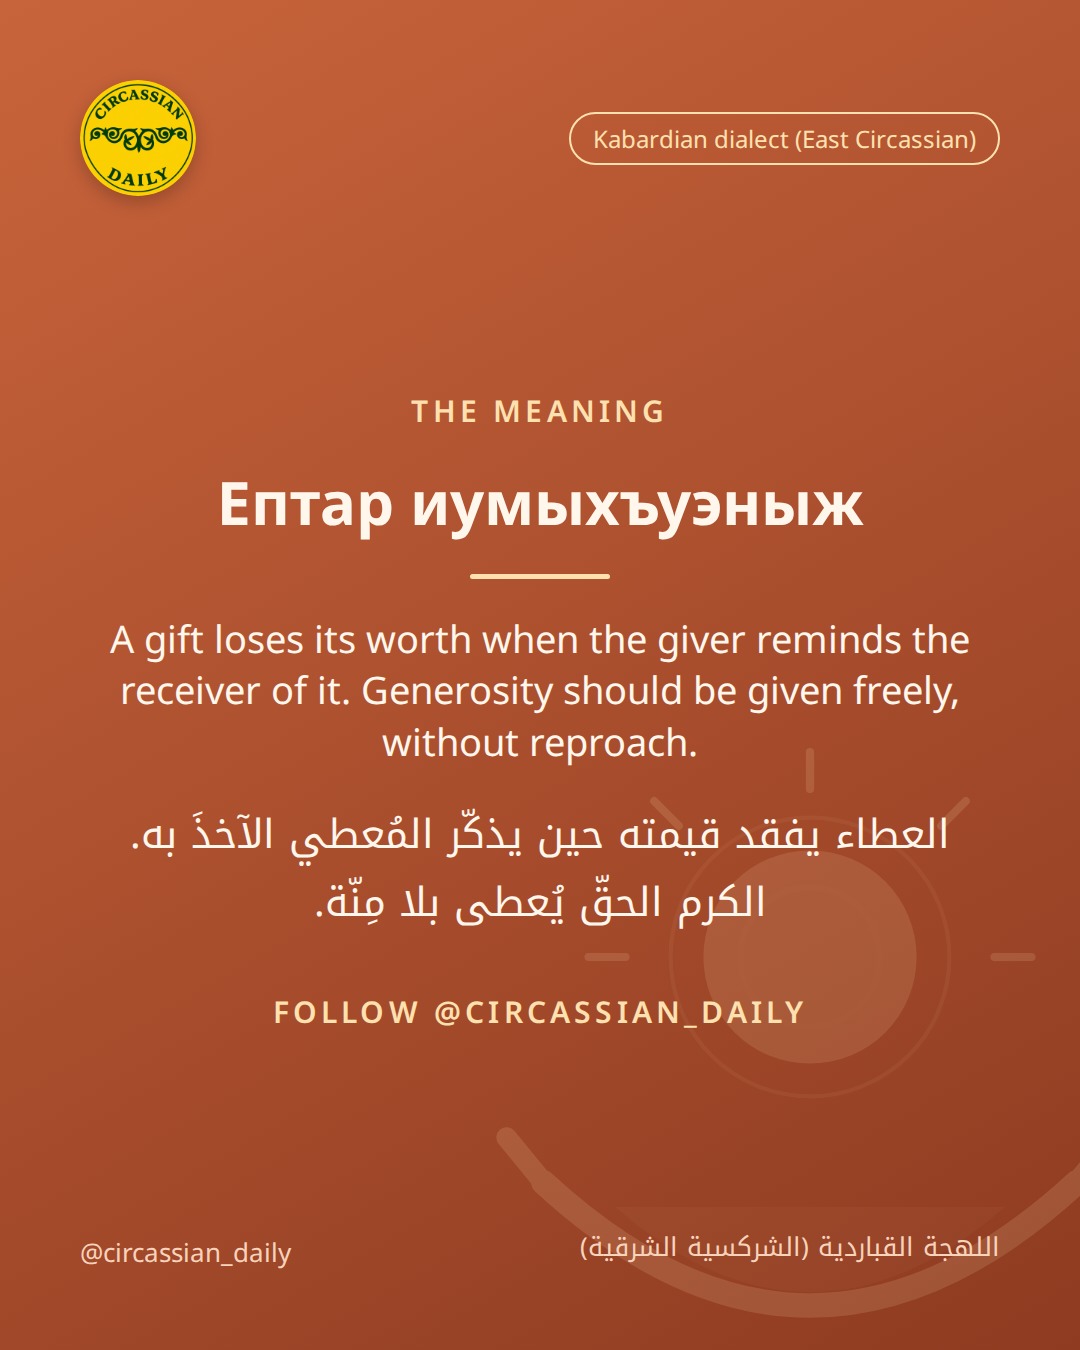 CIRCASSIAN
DAILY
Kabardian dialect (East Circassian)
THE MEANING
Ептар иумыхъуэныж
A gift loses its worth when the giver reminds the
receiver of it. Generosity should be given freely,
without reproach.
العطاء يفقد قيمته حين يذكّر المُعطي الآخذَ به.
الكرم الحقّ يُعطى بلا مِنّة.
FOLLOW @CIRCASSIAN_DAILY
@circassian_daily
اللهجة القباردية (الشركسية الشرقية)